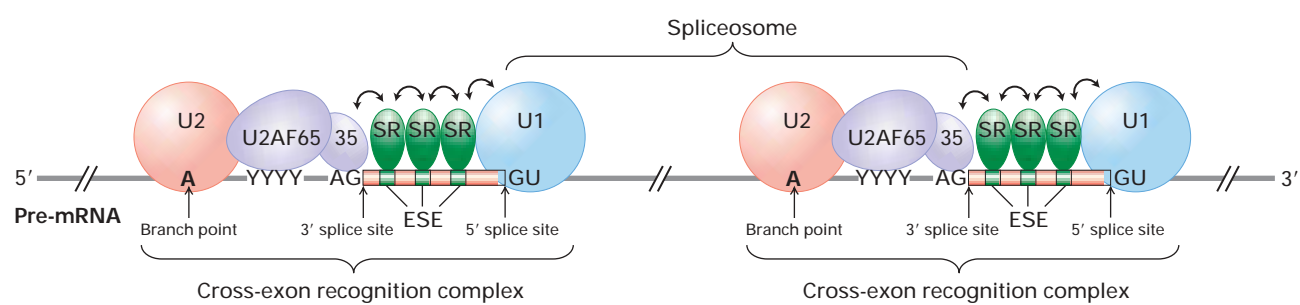 Spliceosome
U2 U2AF65 35 SR SR SR U1 U2 U2AF65 35 SR SR SR U1
5′ A YYYY AG GU A YYYY AG GU 3′
Pre-mRNA Branch point 3′ splice site ESE 5′ splice site Branch point 3′ splice site ESE 5′ splice site
Cross-exon recognition complex Cross-exon recognition complex